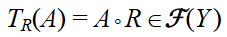 T_R(A) = A∘R ∈ 𝓕(Y)